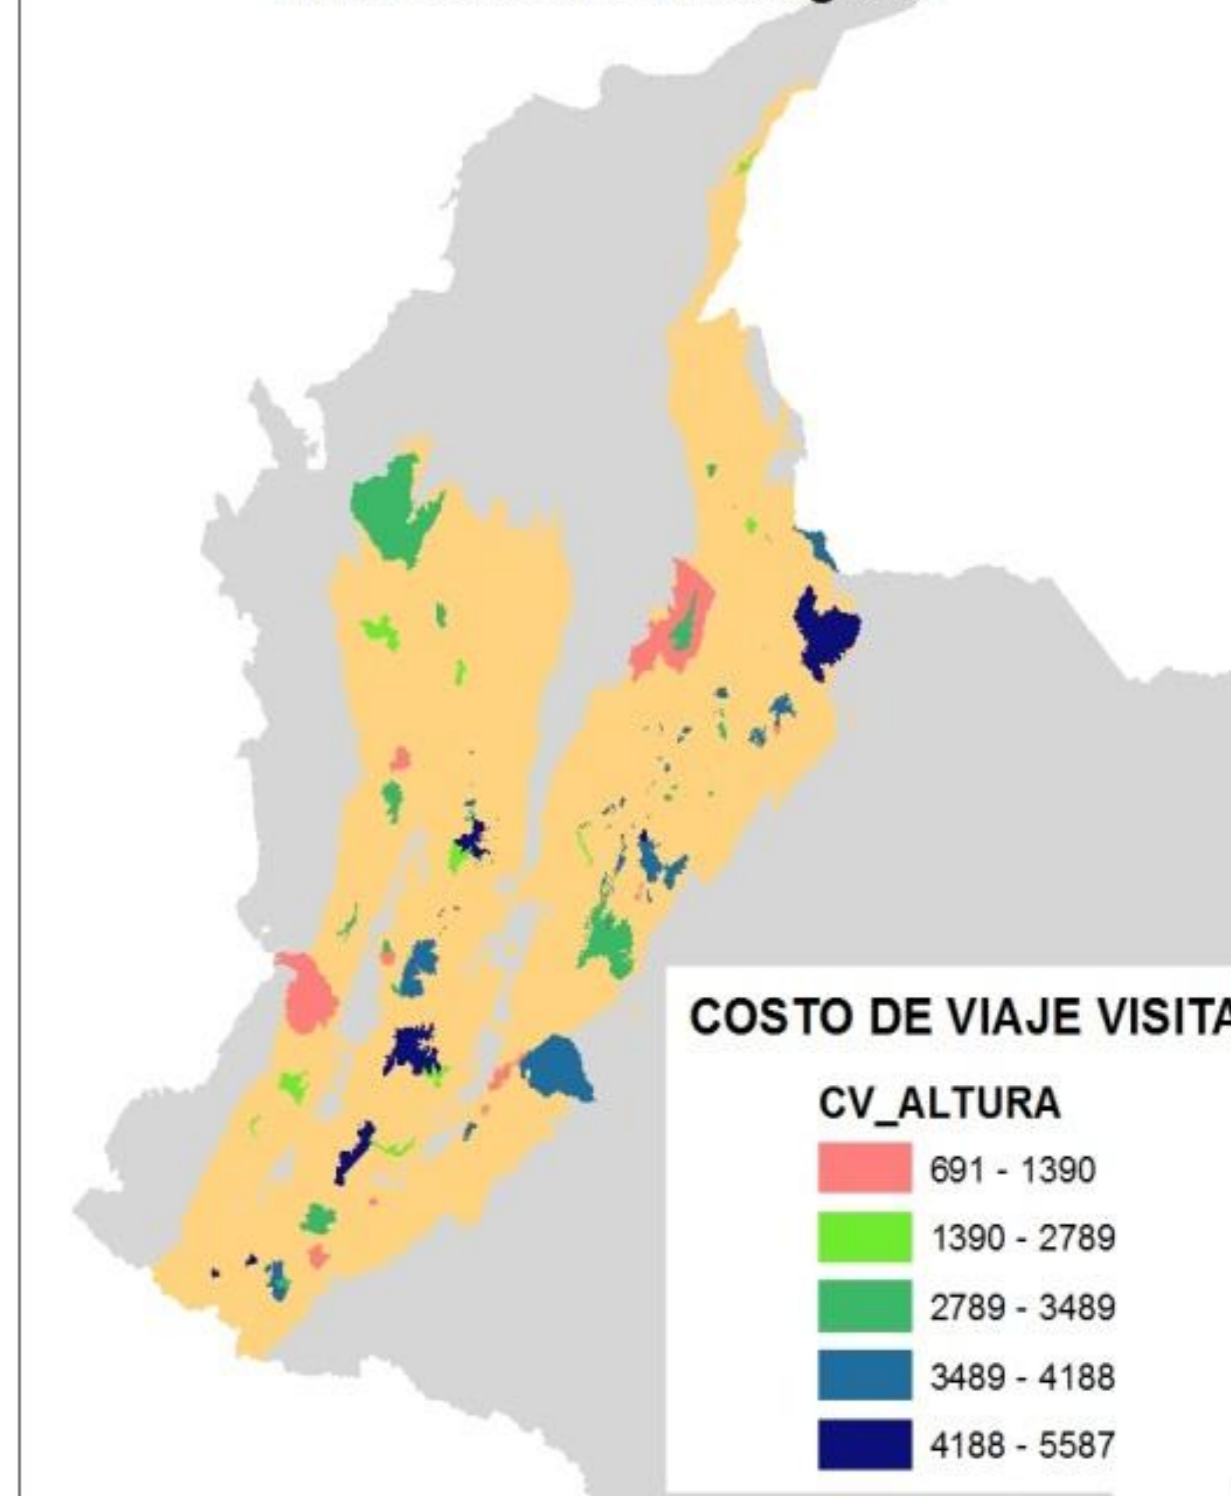 COSTO DE VIAJE VISITA
CV_ALTURA
691 - 1390
1390 - 2789
2789 - 3489
3489 - 4188
4188 - 5587